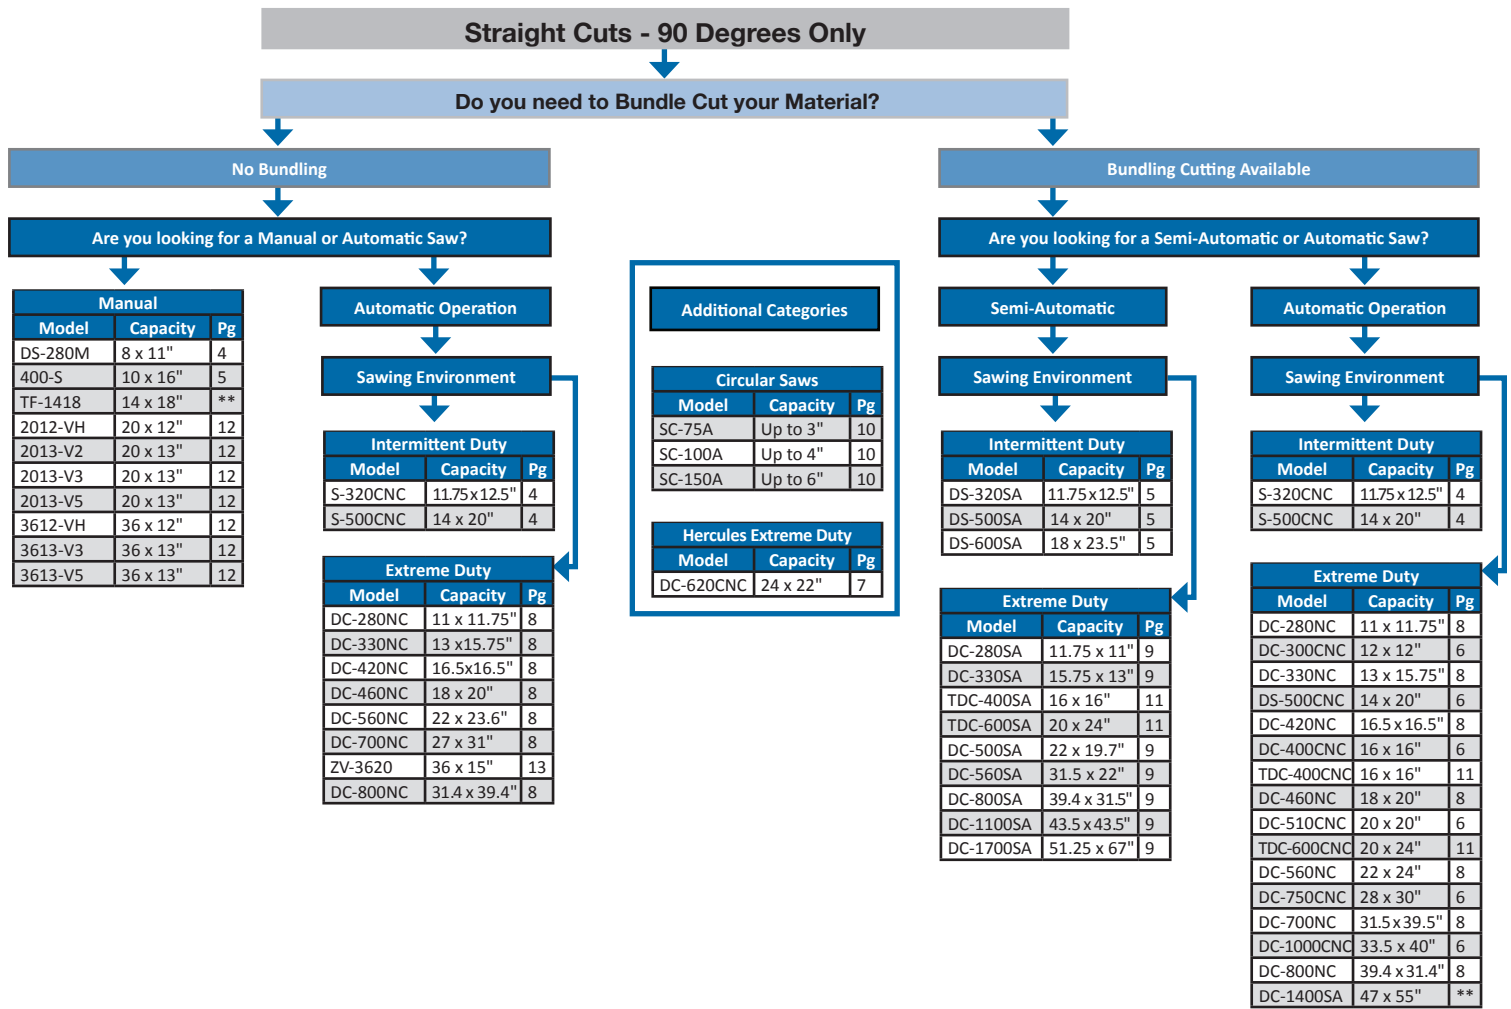 Straight Cuts - 90 Degrees Only
Do you need to Bundle Cut your Material?
No Bundling
Are you looking for a Manual or Automatic Saw?
Manual
Model Capacity Pg
DS-280M 8 x 11" 4
400-S 10 x 16" 5
TF-1418 14 x 18" **
2012-VH 20 x 12" 12
2013-V2 20 x 13" 12
2013-V3 20 x 13" 12
2013-V5 20 x 13" 12
3612-VH 36 x 12" 12
3613-V3 36 x 13" 12
3613-V5 36 x 13" 12
Automatic Operation
Sawing Environment
Intermittent Duty
Model Capacity Pg
S-320CNC 11.75 x 12.5" 4
S-500CNC 14 x 20" 4
Extreme Duty
Model Capacity Pg
DC-280NC 11 x 11.75" 8
DC-330NC 13 x15.75" 8
DC-420NC 16.5x16.5" 8
DC-460NC 18 x 20" 8
DC-560NC 22 x 23.6" 8
DC-700NC 27 x 31" 8
ZV-3620 36 x 15" 13
DC-800NC 31.4 x 39.4" 8
Additional Categories
Circular Saws
Model Capacity Pg
SC-75A Up to 3" 10
SC-100A Up to 4" 10
SC-150A Up to 6" 10
Hercules Extreme Duty
Model Capacity Pg
DC-620CNC 24 x 22" 7
Bundling Cutting Available
Are you looking for a Semi-Automatic or Automatic Saw?
Semi-Automatic
Sawing Environment
Intermittent Duty
Model Capacity Pg
DS-320SA 11.75 x 12.5" 5
DS-500SA 14 x 20" 5
DS-600SA 18 x 23.5" 5
Extreme Duty
Model Capacity Pg
DC-280SA 11.75 x 11" 9
DC-330SA 15.75 x 13" 9
TDC-400SA 16 x 16" 11
TDC-600SA 20 x 24" 11
DC-500SA 22 x 19.7" 9
DC-560SA 31.5 x 22" 9
DC-800SA 39.4 x 31.5" 9
DC-1100SA 43.5 x 43.5" 9
DC-1700SA 51.25 x 67" 9
Automatic Operation
Sawing Environment
Intermittent Duty
Model Capacity Pg
S-320CNC 11.75 x 12.5" 4
S-500CNC 14 x 20" 4
Extreme Duty
Model Capacity Pg
DC-280NC 11 x 11.75" 8
DC-300CNC 12 x 12" 6
DC-330NC 13 x 15.75" 8
DS-500CNC 14 x 20" 6
DC-420NC 16.5 x 16.5" 8
DC-400CNC 16 x 16" 6
TDC-400CNC 16 x 16" 11
DC-460NC 18 x 20" 8
DC-510CNC 20 x 20" 6
TDC-600CNC 20 x 24" 11
DC-560NC 22 x 24" 8
DC-750CNC 28 x 30" 6
DC-700NC 31.5 x 39.5" 8
DC-1000CNC 33.5 x 40" 6
DC-800NC 39.4 x 31.4" 8
DC-1400SA 47 x 55" **